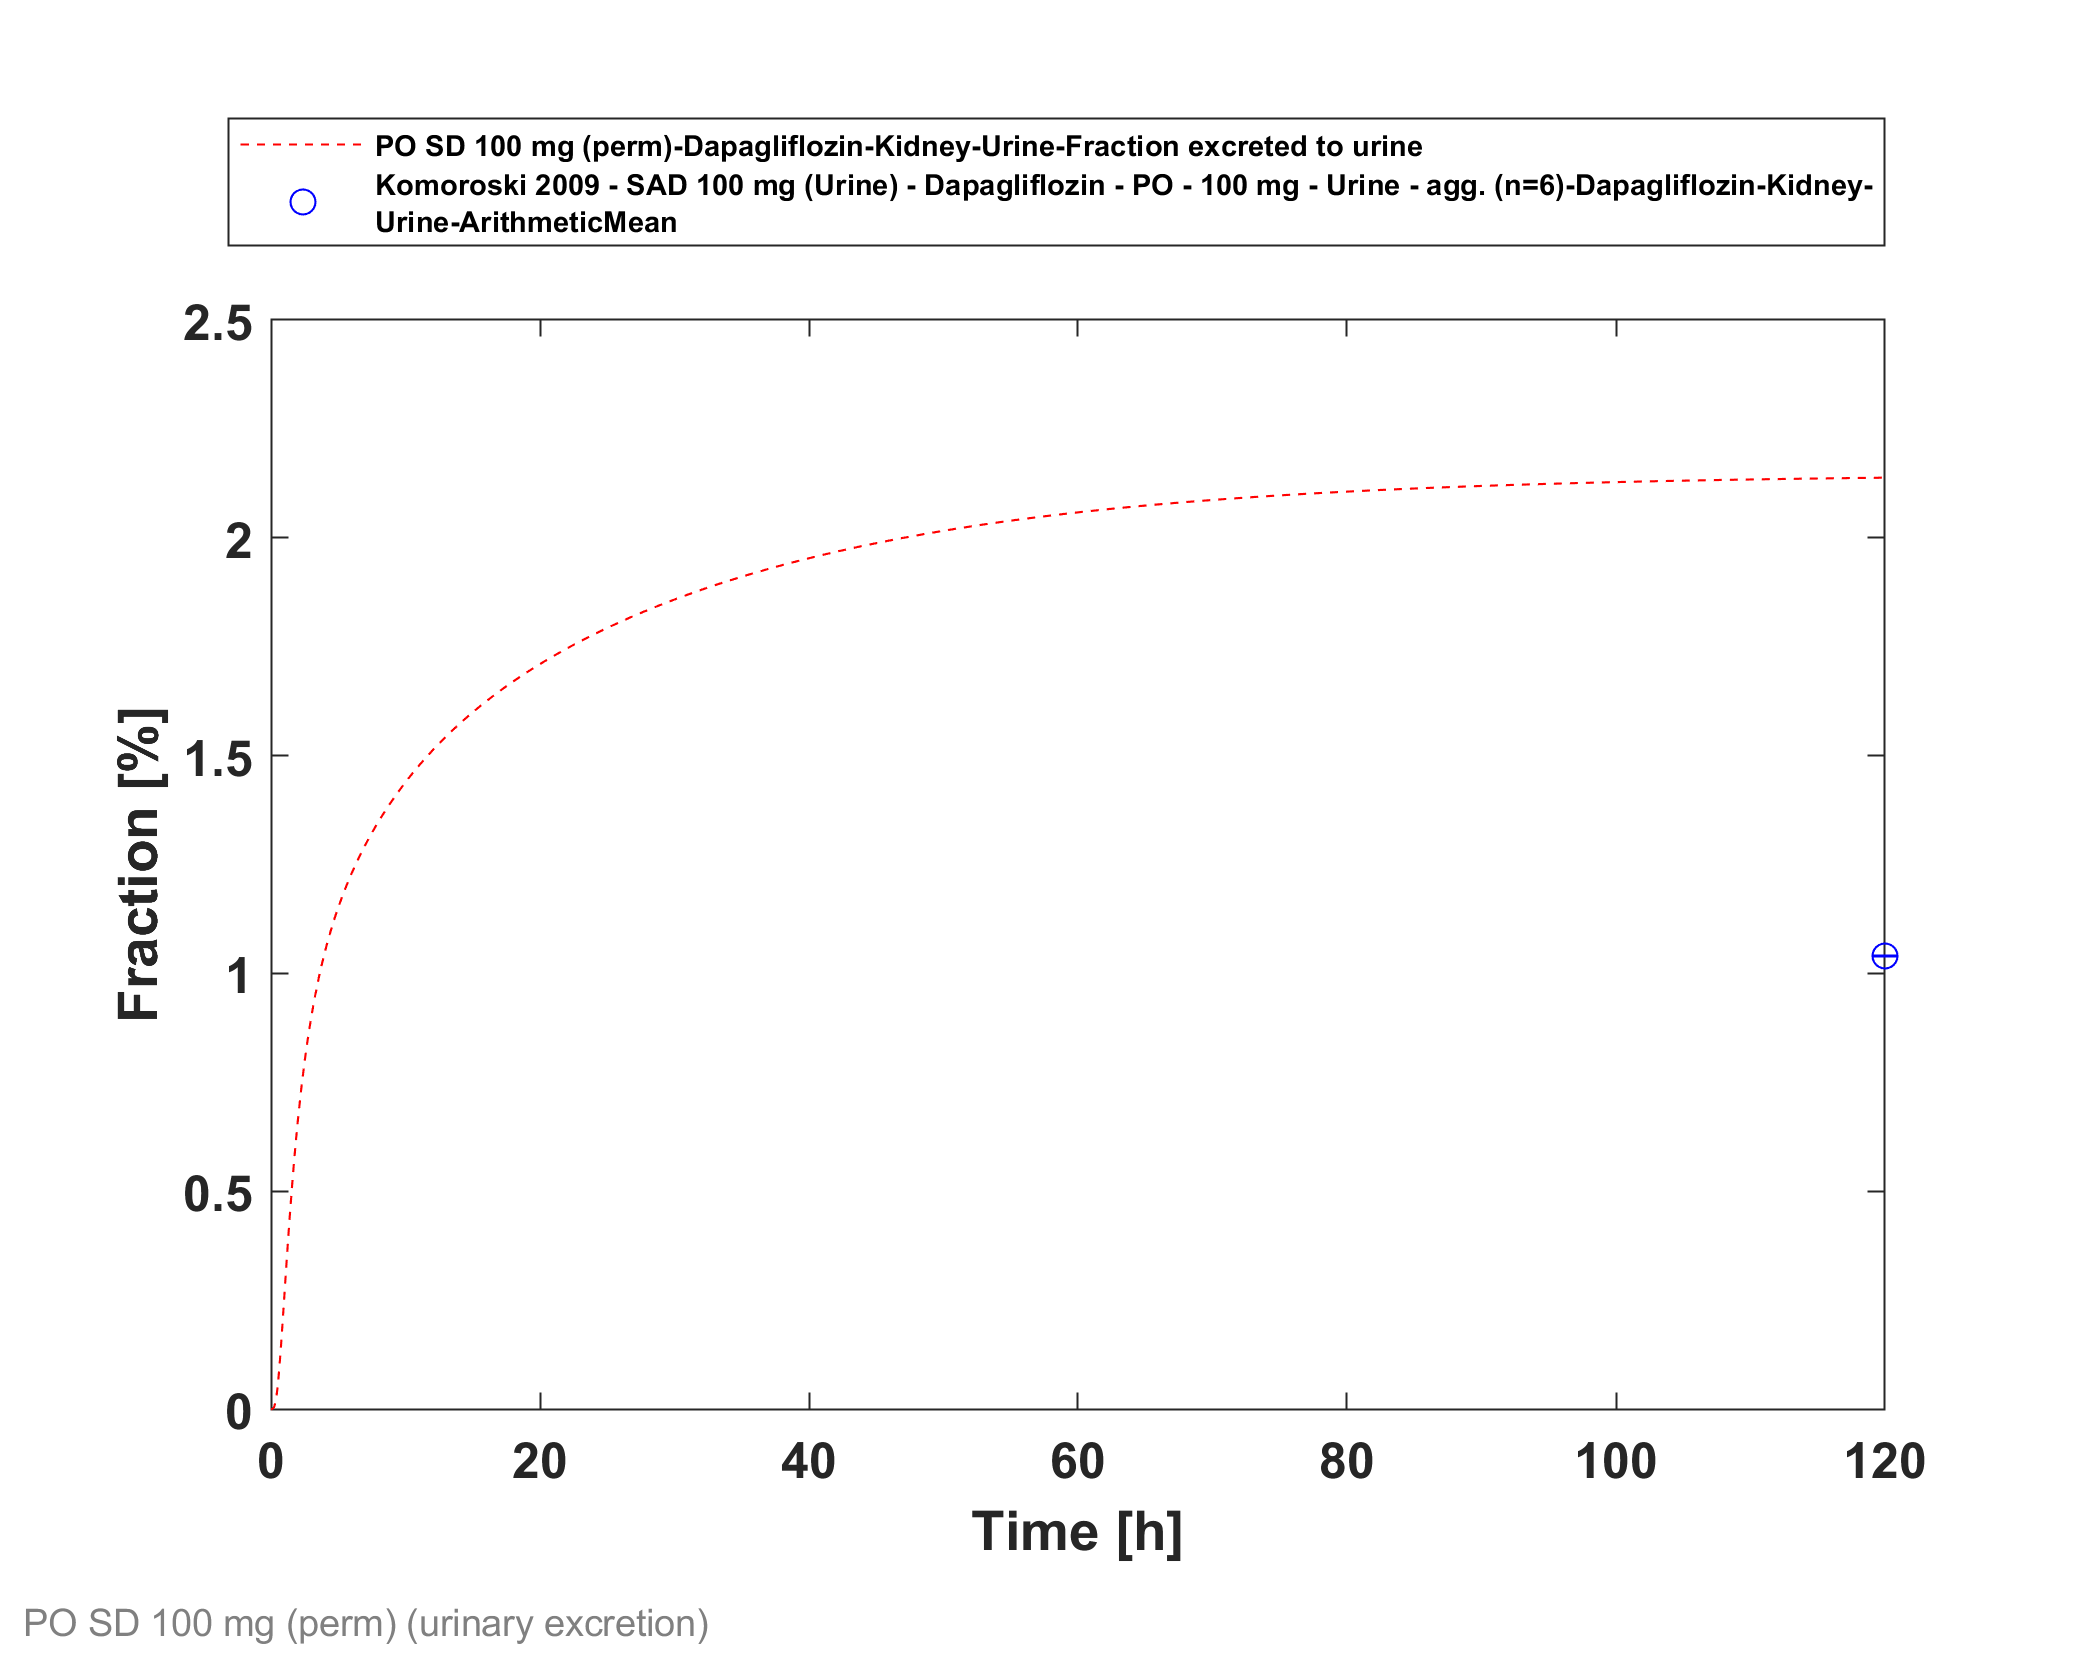 PO SD 100 mg (perm)-Dapagliflozin-Kidney-Urine-Fraction excreted to urine
Komoroski 2009 - SAD 100 mg (Urine) - Dapagliflozin - PO - 100 mg - Urine - agg. (n=6)-Dapagliflozin-Kidney-
Urine-ArithmeticMean
2.5
2
1.5
1
0.5
0
Fraction [%]
0 20 40 60 80 100 120
Time [h]
PO SD 100 mg (perm) (urinary excretion)